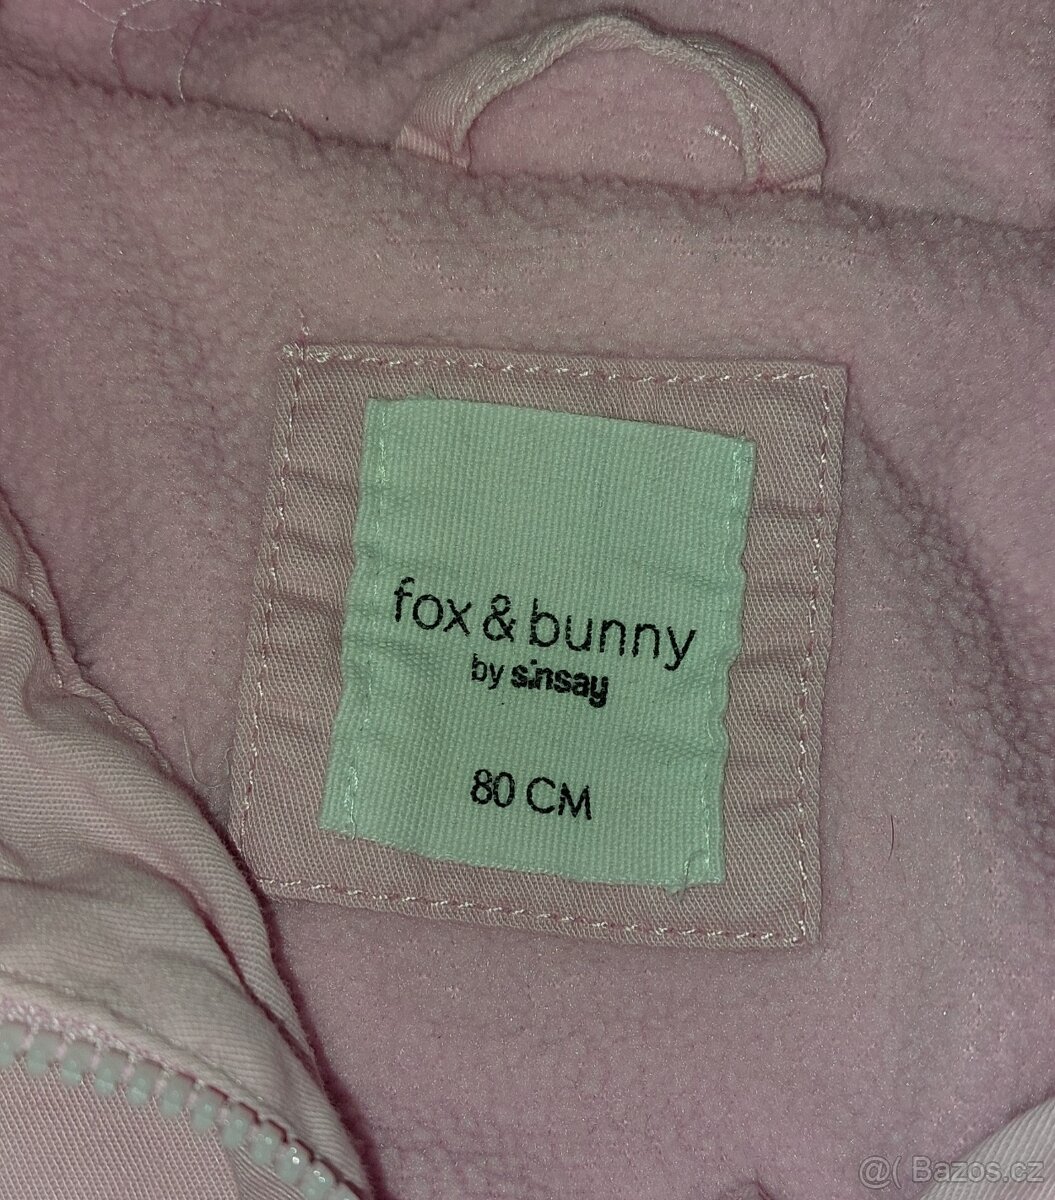 fox & bunny
by sinsay
80 CM
@( Bazos.cz